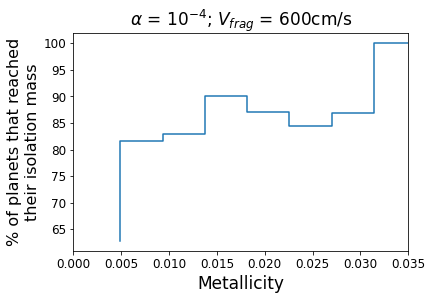 α = 10⁻⁴; V_frag = 600cm/s
% of planets that reached
their isolation mass
100
95
90
85
80
75
70
65
0.000 0.005 0.010 0.015 0.020 0.025 0.030 0.035
Metallicity